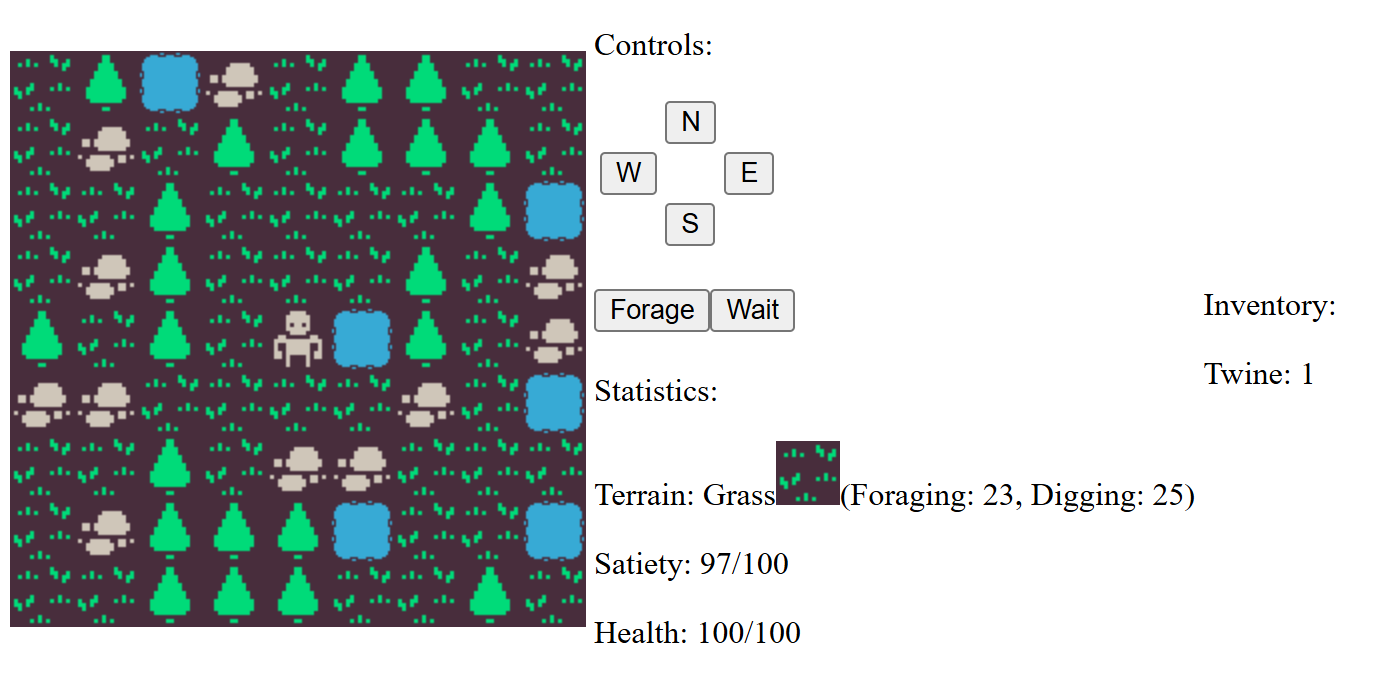 Controls:
N
W E
S
Forage Wait
Statistics:
Terrain: Grass (Foraging: 23, Digging: 25)
Satiety: 97/100
Health: 100/100
Inventory:
Twine: 1